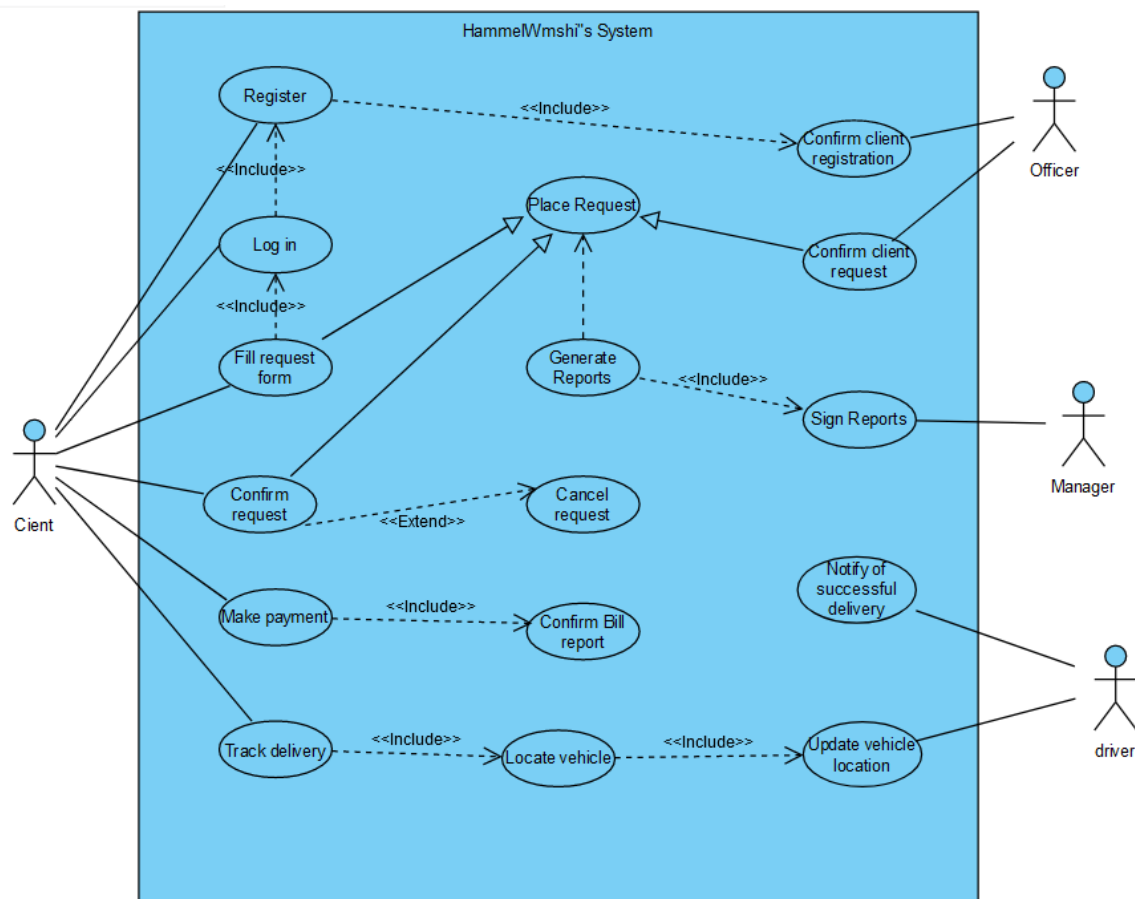 HammelWmshi"s System
Register
<<Include>>
Confirm client
registration
Officer
<<Include>>
Place Request
Log in
Confirm client
request
<<Include>>
Fill request
form
Generate
Reports
<<Include>>
Sign Reports
Manager
Cient
Confirm
request
<<Extend>>
Cancel
request
Notify of
successful
delivery
Make payment
<<Include>>
Confirm Bill
report
Track delivery
<<Include>>
Locate vehicle
<<Include>>
Update vehicle
location
driver